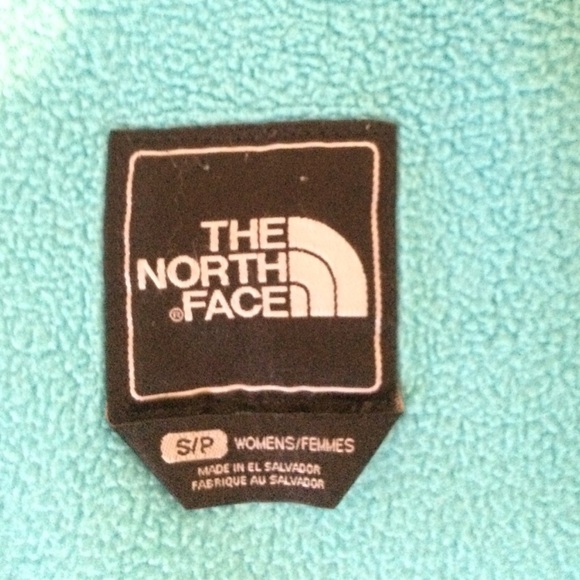 THE
NORTH
®FACE
S/P WOMENS/FEMMES
MADE IN EL SALVADOR
FABRIQUE AU SALVADOR